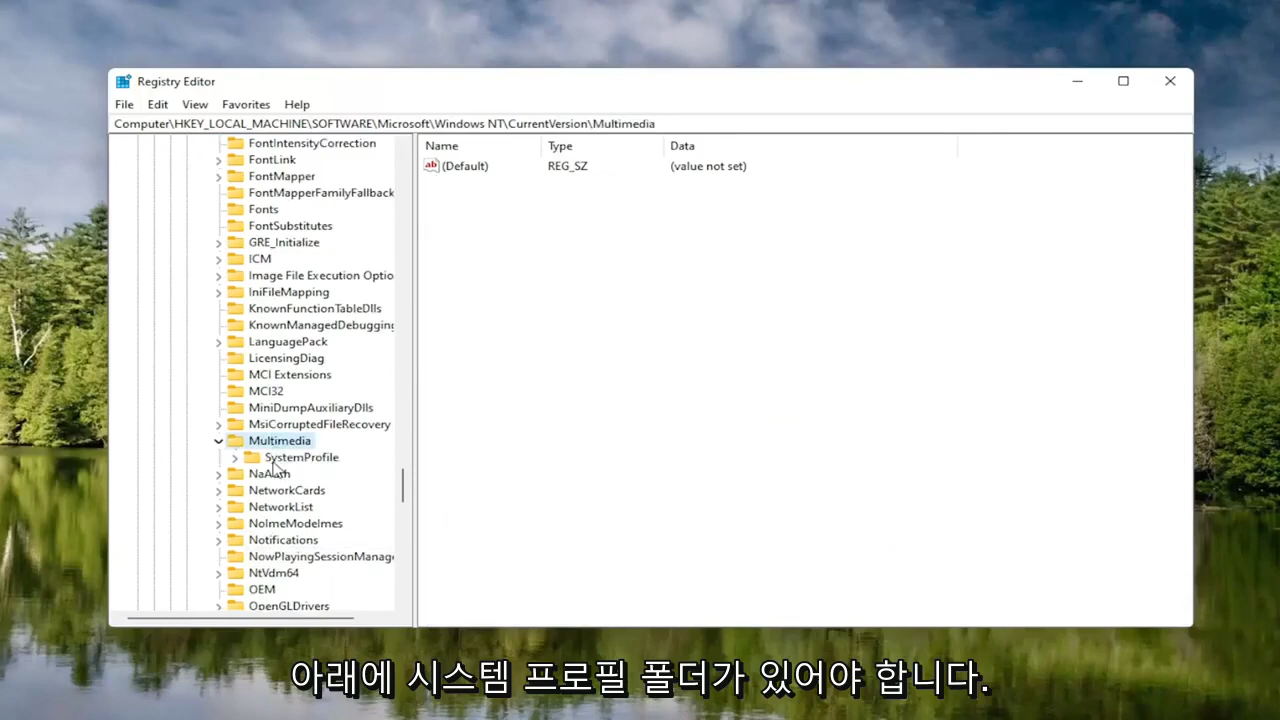 Registry Editor
File Edit View Favorites Help
Computer\HKEY_LOCAL_MACHINE\SOFTWARE\Microsoft\Windows NT\CurrentVersion\Multimedia
Name Type Data
ab (Default) REG_SZ (value not set)
FontIntensityCorrection
FontLink
FontMapper
FontMapperFamilyFallback
Fonts
FontSubstitutes
GRE_Initialize
ICM
Image File Execution Optio
IniFileMapping
KnownFunctionTableDlls
KnownManagedDebugging
LanguagePack
LicensingDiag
MCI Extensions
MCI32
MiniDumpAuxiliaryDlls
MsiCorruptedFileRecovery
Multimedia
SystemProfile
NetworkCards
NetworkList
NoImeModeImes
Notifications
NowPlayingSessionManage
NtVdm64
OEM
OpenGLDrivers
아래에 시스템 프로필 폴더가 있어야 합니다.